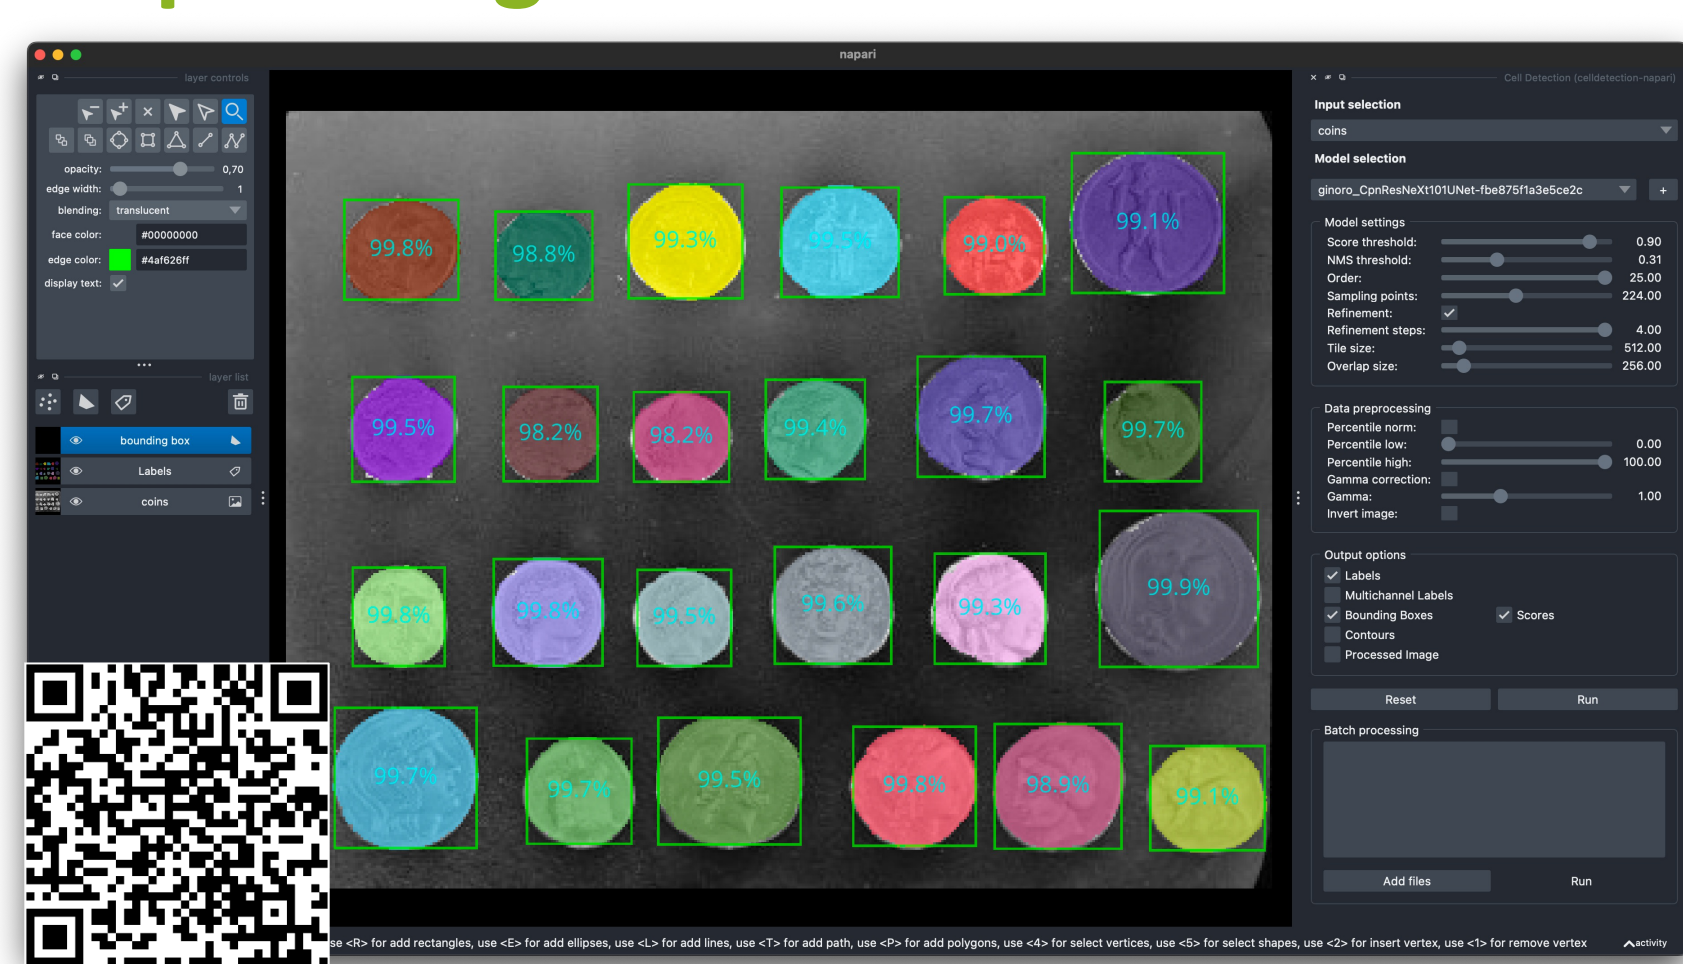 napari
layer controls
opacity: 0,70
edge width: 1
blending: translucent
face color: #00000000
edge color: #4af626ff
display text:
layer list
bounding box
Labels
coins
99.8%
98.8%
99.3%
99.5%
99.0%
99.1%
99.5%
98.2%
98.2%
99.4%
99.7%
99.7%
99.8%
99.8%
99.5%
99.6%
99.3%
99.9%
99.7%
99.7%
99.5%
99.8%
98.9%
99.1%
Cell Detection (celldetection-napari)
Input selection
coins
Model selection
ginoro_CpnResNeXt101UNet-fbe875f1a3e5ce2c +
Model settings
Score threshold: 0.90
NMS threshold: 0.31
Order: 25.00
Sampling points: 224.00
Refinement:
Refinement steps: 4.00
Tile size: 512.00
Overlap size: 256.00
Data preprocessing
Percentile norm:
Percentile low: 0.00
Percentile high: 100.00
Gamma correction:
Gamma: 1.00
Invert image:
Output options
Labels
Multichannel Labels
Bounding Boxes Scores
Contours
Processed Image
Reset Run
Batch processing
Add files Run
se <R> for add rectangles, use <E> for add ellipses, use <L> for add lines, use <T> for add path, use <P> for add polygons, use <4> for select vertices, use <5> for select shapes, use <2> for insert vertex, use <1> for remove vertex activity